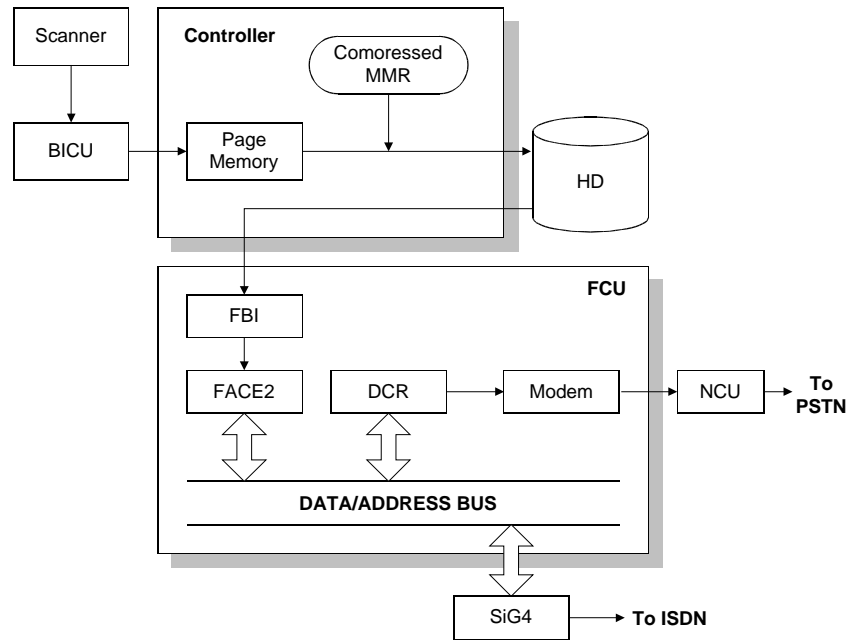 Scanner
Controller
Comoressed
MMR
BICU
Page
Memory
HD
FCU
FBI
FACE2
DCR
Modem
NCU
To
PSTN
DATA/ADDRESS BUS
SiG4
To ISDN